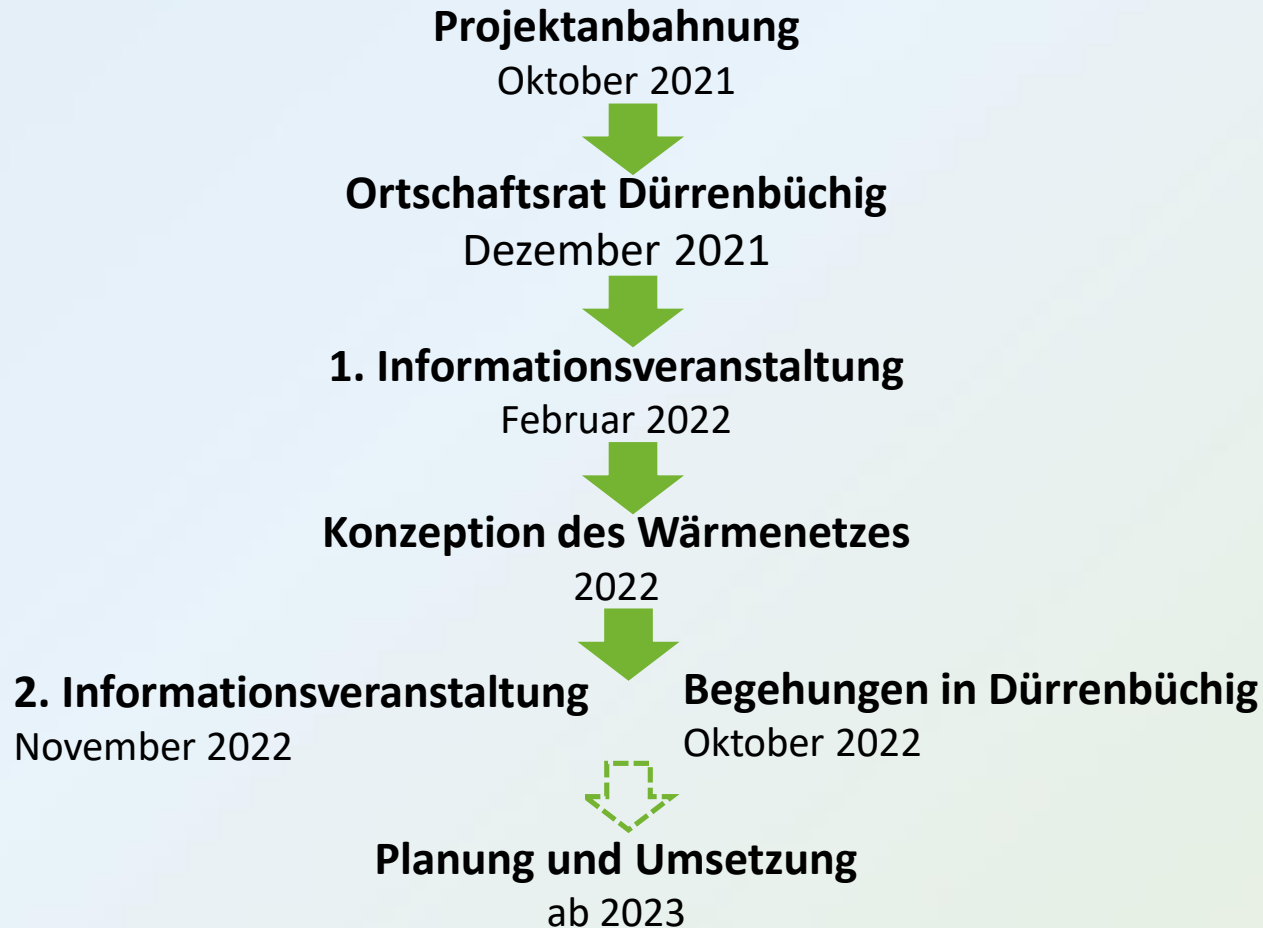 Projektanbahnung
Oktober 2021
Ortschaftsrat Dürrenbüchig
Dezember 2021
1. Informationsveranstaltung
Februar 2022
Konzeption des Wärmenetzes
2022
2. Informationsveranstaltung
November 2022
Begehungen in Dürrenbüchig
Oktober 2022
Planung und Umsetzung
ab 2023